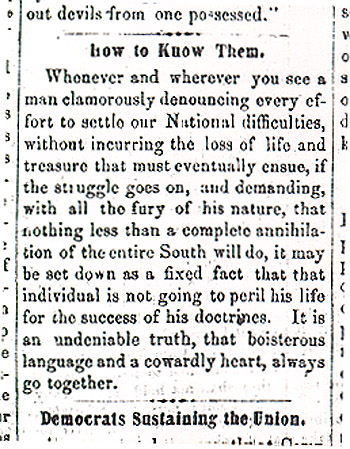 out devils from one possessed."
How to Know Them.
Whenever and wherever you see a
man clamorously denouncing every ef-
fort to settle our National difficulties,
without incurring the loss of life and
treasure that must eventually ensue, if
the struggle goes on, and demanding,
with all the fury of his nature, that
nothing less than a complete annihila-
tion of the entire South will do, it may
be set down as a fixed fact that that
individual is not going to peril his life
for the success of his doctrines. It is
an undeniable truth, that boisterous
language and a cowardly heart, always
go together.
Democrats Sustaining the Union.